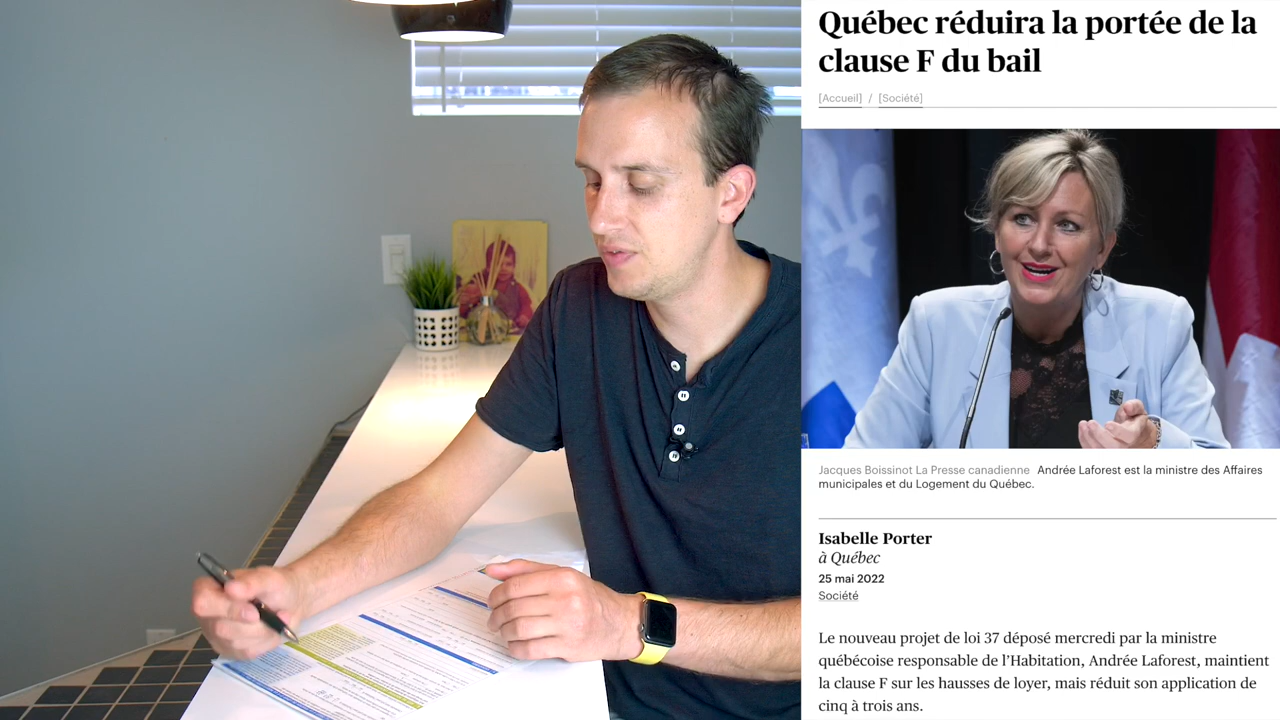 Québec réduira la portée de la
clause F du bail
[Accueil] / [Société]
Jacques Boissinot La Presse canadienne Andrée Laforest est la ministre des Affaires
municipales et du Logement du Québec.
Isabelle Porter
à Québec
25 mai 2022
Société
Le nouveau projet de loi 37 déposé mercredi par la ministre
québécoise responsable de l'Habitation, Andrée Laforest, maintient
la clause F sur les hausses de loyer, mais réduit son application de
cinq à trois ans.